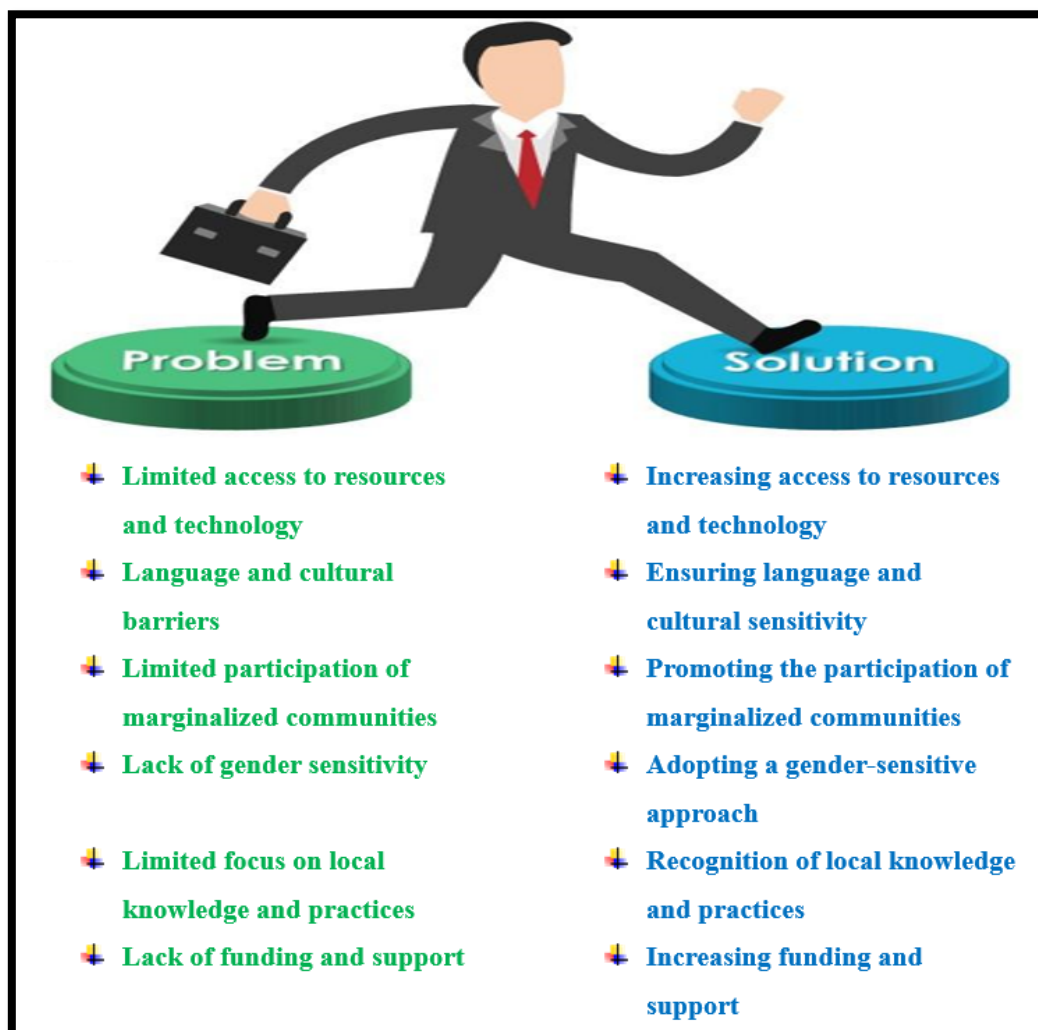 Problem
Solution
Limited access to resources
and technology
Language and cultural
barriers
Limited participation of
marginalized communities
Lack of gender sensitivity
Limited focus on local
knowledge and practices
Lack of funding and support
Increasing access to resources
and technology
Ensuring language and
cultural sensitivity
Promoting the participation of
marginalized communities
Adopting a gender-sensitive
approach
Recognition of local knowledge
and practices
Increasing funding and
support